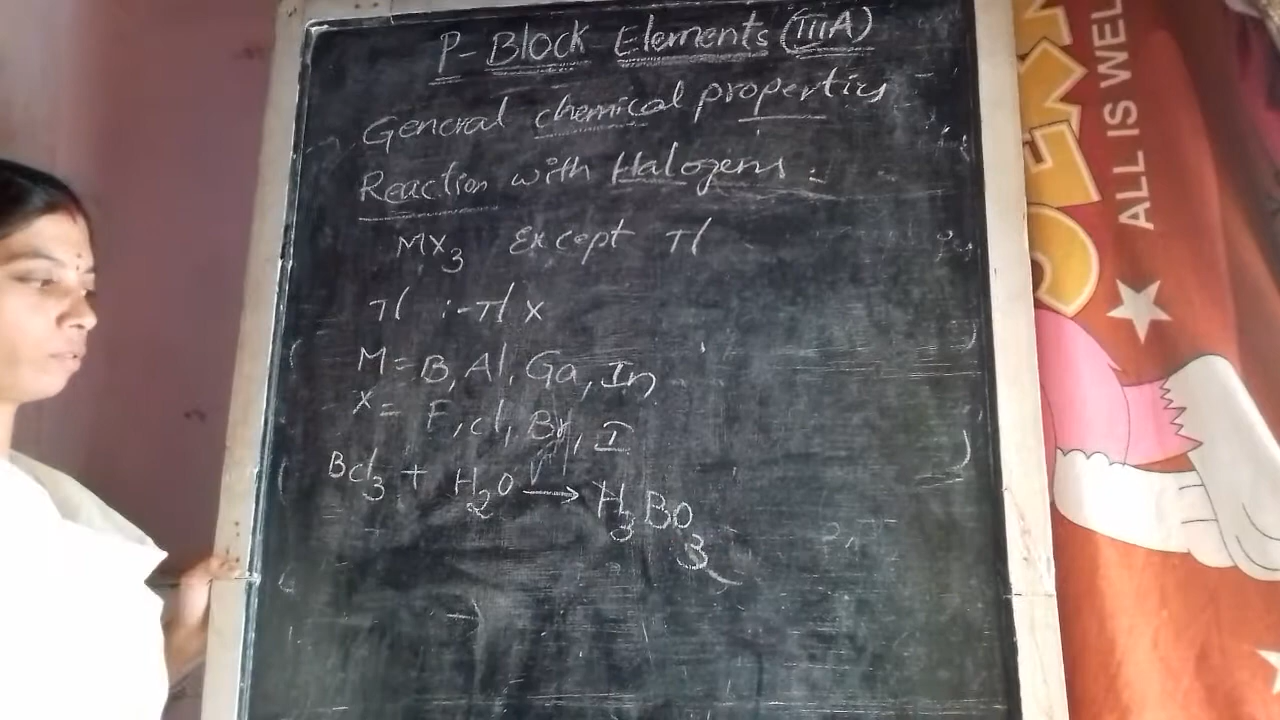 P-Block Elements (IIIA)
General chemical properties
Reaction with Halogens :-
MX3 Except Tl
Tl :- Tl X
M = B, Al, Ga, In
X = F, Cl, Br, I
BCl3 + H2O → H3BO3
ALL IS WEL